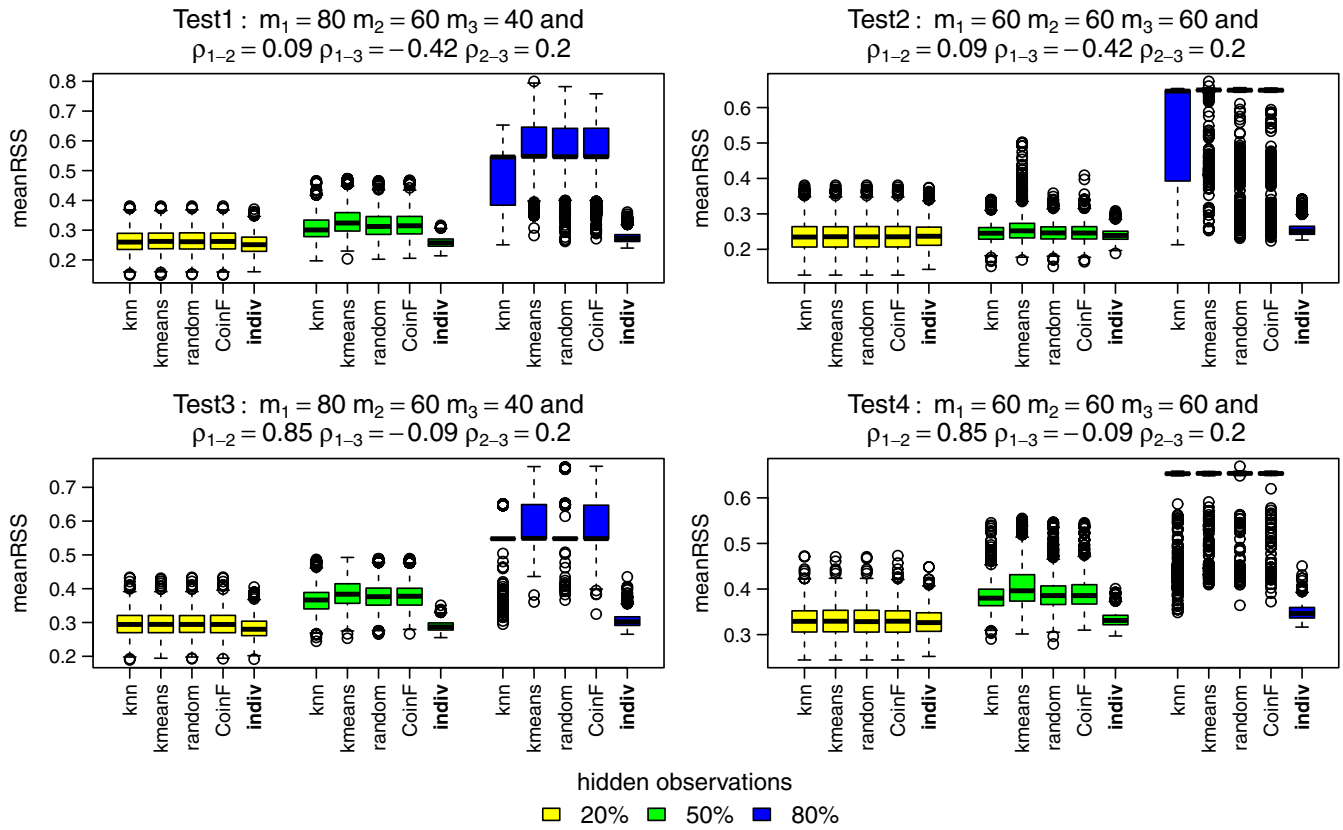 Test1 : m₁ = 80 m₂ = 60 m₃ = 40 and
ρ₁₋₂ = 0.09 ρ₁₋₃ = −0.42 ρ₂₋₃ = 0.2
meanRSS
0.8
0.7
0.6
0.5
0.4
0.3
0.2
knn kmeans random CoinF indiv knn kmeans random CoinF indiv knn kmeans random CoinF indiv
Test2 : m₁ = 60 m₂ = 60 m₃ = 60 and
ρ₁₋₂ = 0.09 ρ₁₋₃ = −0.42 ρ₂₋₃ = 0.2
meanRSS
0.6
0.5
0.4
0.3
0.2
knn kmeans random CoinF indiv knn kmeans random CoinF indiv knn kmeans random CoinF indiv
Test3 : m₁ = 80 m₂ = 60 m₃ = 40 and
ρ₁₋₂ = 0.85 ρ₁₋₃ = −0.09 ρ₂₋₃ = 0.2
meanRSS
0.7
0.6
0.5
0.4
0.3
0.2
knn kmeans random CoinF indiv knn kmeans random CoinF indiv knn kmeans random CoinF indiv
Test4 : m₁ = 60 m₂ = 60 m₃ = 60 and
ρ₁₋₂ = 0.85 ρ₁₋₃ = −0.09 ρ₂₋₃ = 0.2
meanRSS
0.6
0.5
0.4
0.3
knn kmeans random CoinF indiv knn kmeans random CoinF indiv knn kmeans random CoinF indiv
hidden observations
20% 50% 80%